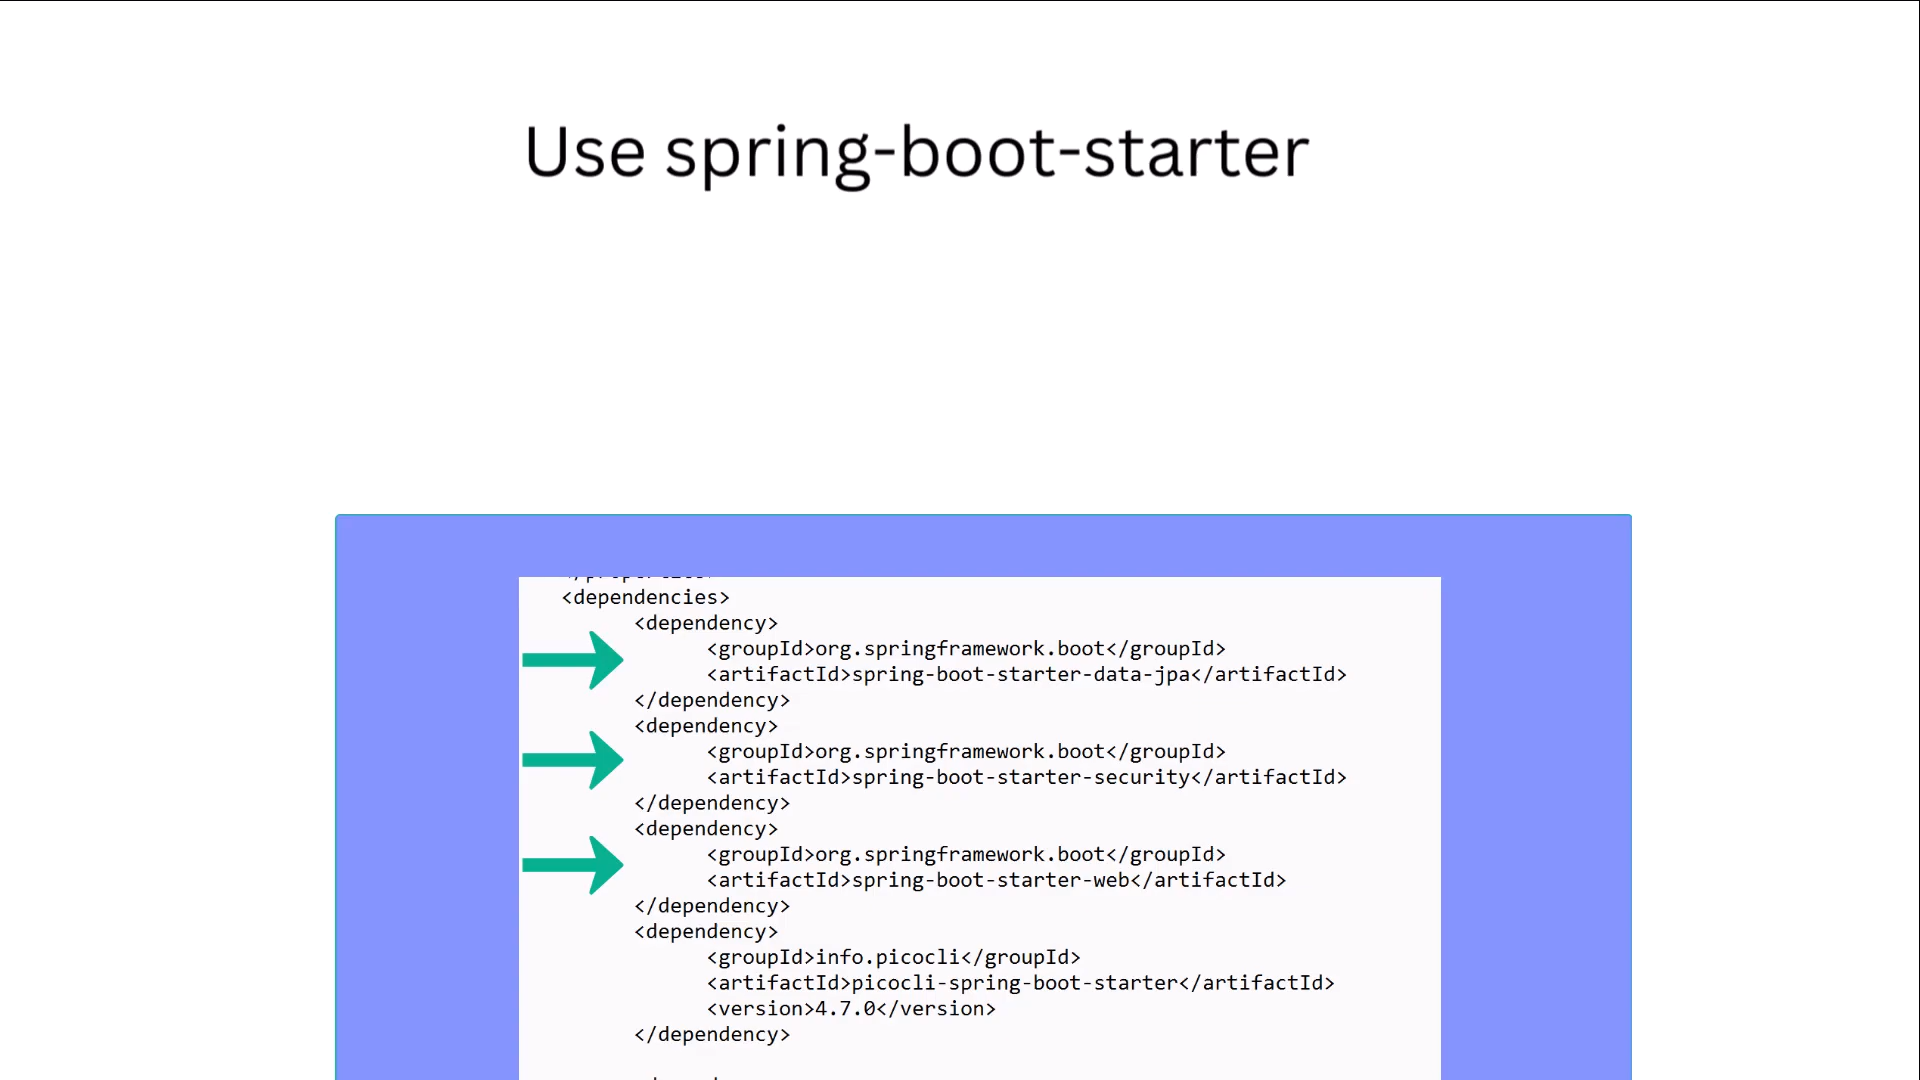 Use spring-boot-starter
<dependencies>
<dependency>
<groupId>org.springframework.boot</groupId>
<artifactId>spring-boot-starter-data-jpa</artifactId>
</dependency>
<dependency>
<groupId>org.springframework.boot</groupId>
<artifactId>spring-boot-starter-security</artifactId>
</dependency>
<dependency>
<groupId>org.springframework.boot</groupId>
<artifactId>spring-boot-starter-web</artifactId>
</dependency>
<dependency>
<groupId>info.picocli</groupId>
<artifactId>picocli-spring-boot-starter</artifactId>
<version>4.7.0</version>
</dependency>